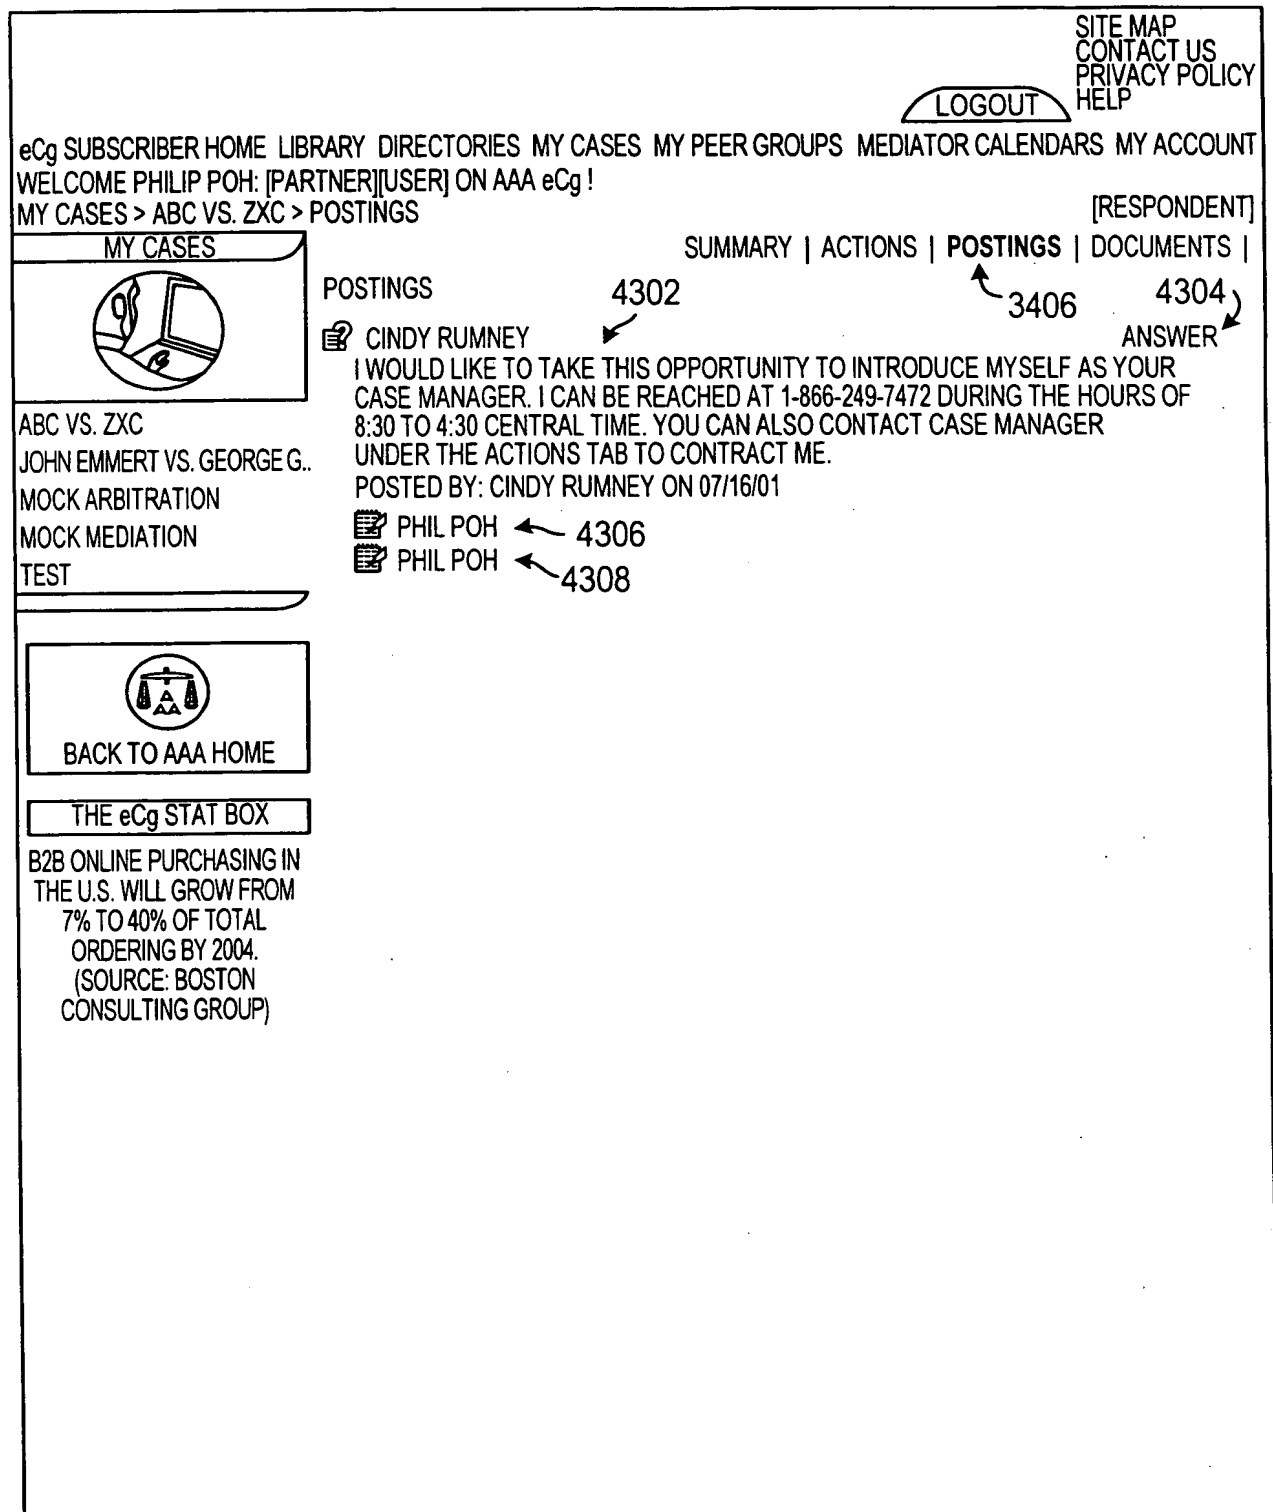 SITE MAP
CONTACT US
PRIVACY POLICY
HELP
LOGOUT
eCg SUBSCRIBER HOME LIBRARY DIRECTORIES MY CASES MY PEER GROUPS MEDIATOR CALENDARS MY ACCOUNT
WELCOME PHILIP POH: [PARTNER][USER] ON AAA eCg !
MY CASES > ABC VS. ZXC > POSTINGS
[RESPONDENT]
MY CASES
SUMMARY | ACTIONS | POSTINGS | DOCUMENTS |
POSTINGS
4302
3406
4304
CINDY RUMNEY
ANSWER
I WOULD LIKE TO TAKE THIS OPPORTUNITY TO INTRODUCE MYSELF AS YOUR
CASE MANAGER. I CAN BE REACHED AT 1-866-249-7472 DURING THE HOURS OF
8:30 TO 4:30 CENTRAL TIME. YOU CAN ALSO CONTACT CASE MANAGER
UNDER THE ACTIONS TAB TO CONTRACT ME.
POSTED BY: CINDY RUMNEY ON 07/16/01
PHIL POH
4306
PHIL POH
4308
ABC VS. ZXC
JOHN EMMERT VS. GEORGE G..
MOCK ARBITRATION
MOCK MEDIATION
TEST
A
AA
BACK TO AAA HOME
THE eCg STAT BOX
B2B ONLINE PURCHASING IN
THE U.S. WILL GROW FROM
7% TO 40% OF TOTAL
ORDERING BY 2004.
(SOURCE: BOSTON
CONSULTING GROUP)